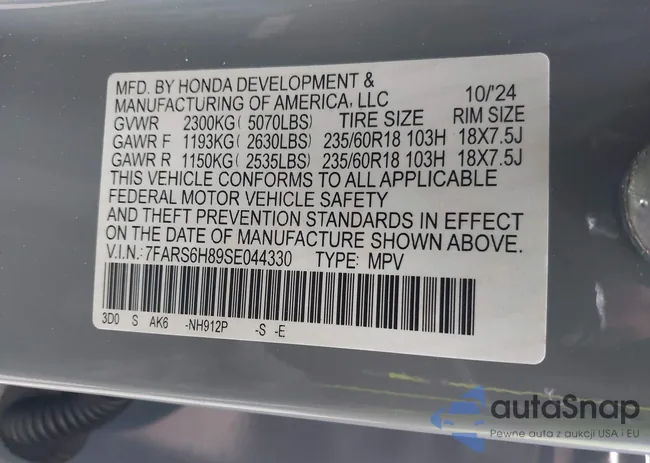 MFD. BY HONDA DEVELOPMENT &
MANUFACTURING OF AMERICA, LLC 10/'24
GVWR 2300KG ( 5070LBS) TIRE SIZE RIM SIZE
GAWR F 1193KG ( 2630LBS) 235/60R18 103H 18X7.5J
GAWR R 1150KG ( 2535LBS) 235/60R18 103H 18X7.5J
THIS VEHICLE CONFORMS TO ALL APPLICABLE
FEDERAL MOTOR VEHICLE SAFETY
AND THEFT PREVENTION STANDARDS IN EFFECT
ON THE DATE OF MANUFACTURE SHOWN ABOVE.
V.I.N.: 7FARS6H89SE044330 TYPE: MPV
3D0 S AK6 -NH912P -S -E
autoSnap
Pewne auta z aukcji USA i EU